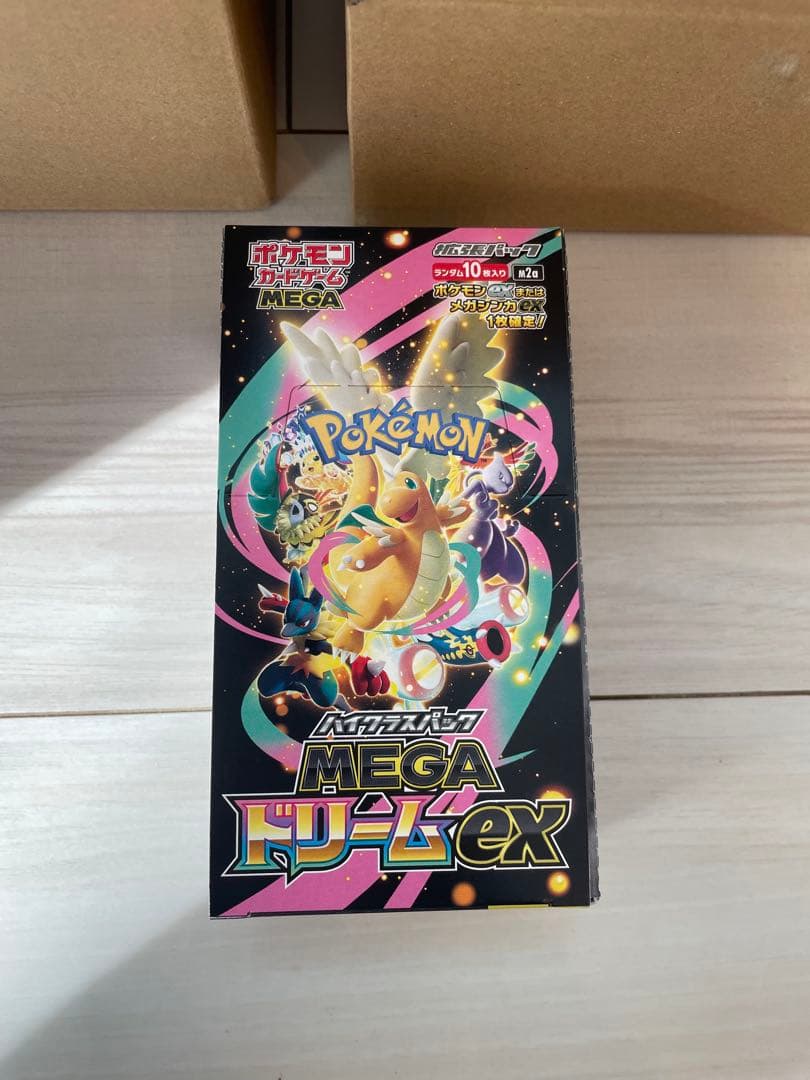 ポケモン
カードゲーム
MEGA
拡張パック
ランダム10枚入り
M2a
ポケモンexまたは
メガシンカex
1枚確定!
POKéMON
ハイクラスパック
MEGA
ドリームex